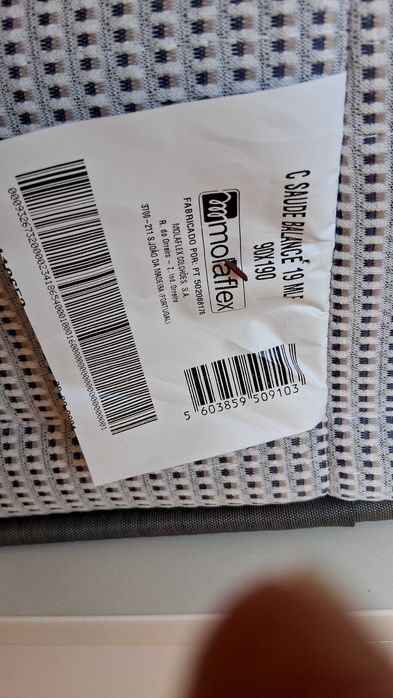 C SAUDE BALANCE 19 MLF
90X190
molaflex
FABRICADO POR: PT 502088176
MOLAFLEX COLCHÕES, S.A.
R. do Orreiro - Z. Ind. Orreiro
3700-211 S.JOÃO DA MADEIRA (PORTUGAL)
5 603859 509103